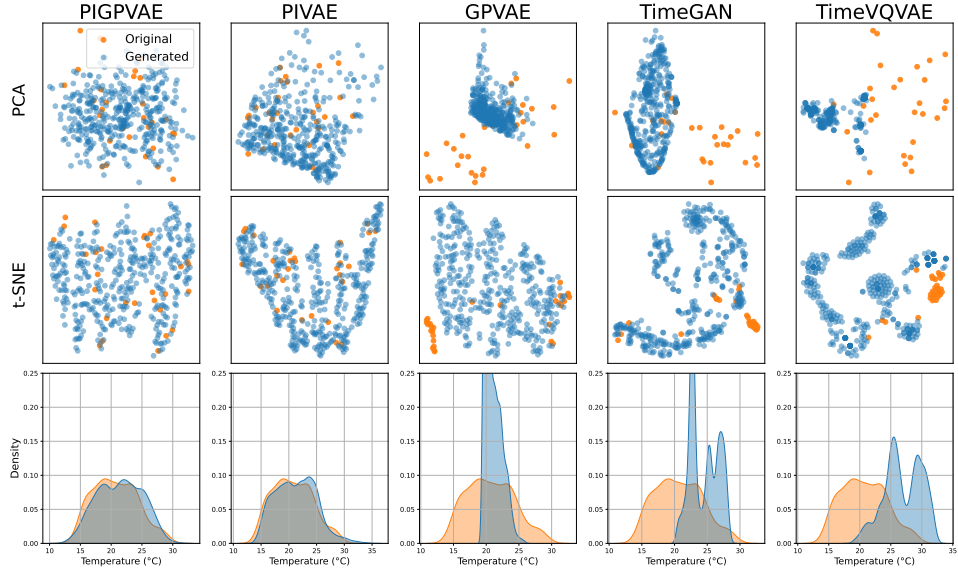 PIGPVAE PIVAE GPVAE TimeGAN TimeVQVAE
PCA
Original
Generated
t-SNE
Density
0.25 0.25 0.25 0.25 0.25
0.20 0.20 0.20 0.20 0.20
0.15 0.15 0.15 0.15 0.15
0.10 0.10 0.10 0.10 0.10
0.05 0.05 0.05 0.05 0.05
0.00 0.00 0.00 0.00 0.00
10 15 20 25 30 10 15 20 25 30 35 10 15 20 25 30 10 15 20 25 30 10 15 20 25 30 35
Temperature (°C) Temperature (°C) Temperature (°C) Temperature (°C) Temperature (°C)